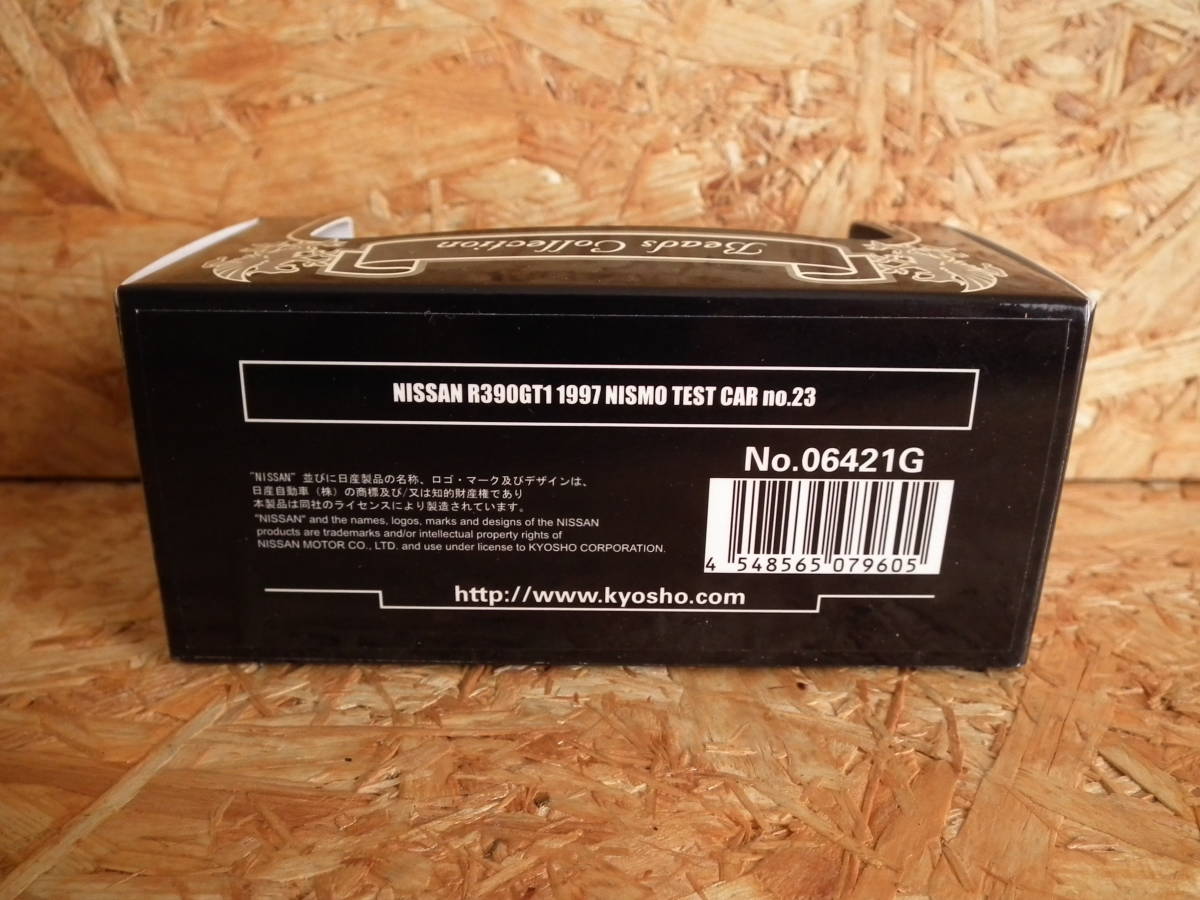 Beads Collection
NISSAN R390GT1 1997 NISMO TEST CAR no.23
No.06421G
"NISSAN" 並びに日産製品の名称、ロゴ・マーク及びデザインは、
日産自動車（株）の商標及び/又は知的財産権であり
本製品は同社のライセンスにより製造されています。
"NISSAN" and the names, logos, marks and designs of the NISSAN
products are trademarks and/or intellectual property rights of
NISSAN MOTOR CO., LTD. and use under license to KYOSHO CORPORATION.
4 548565 079605
http://www.kyosho.com